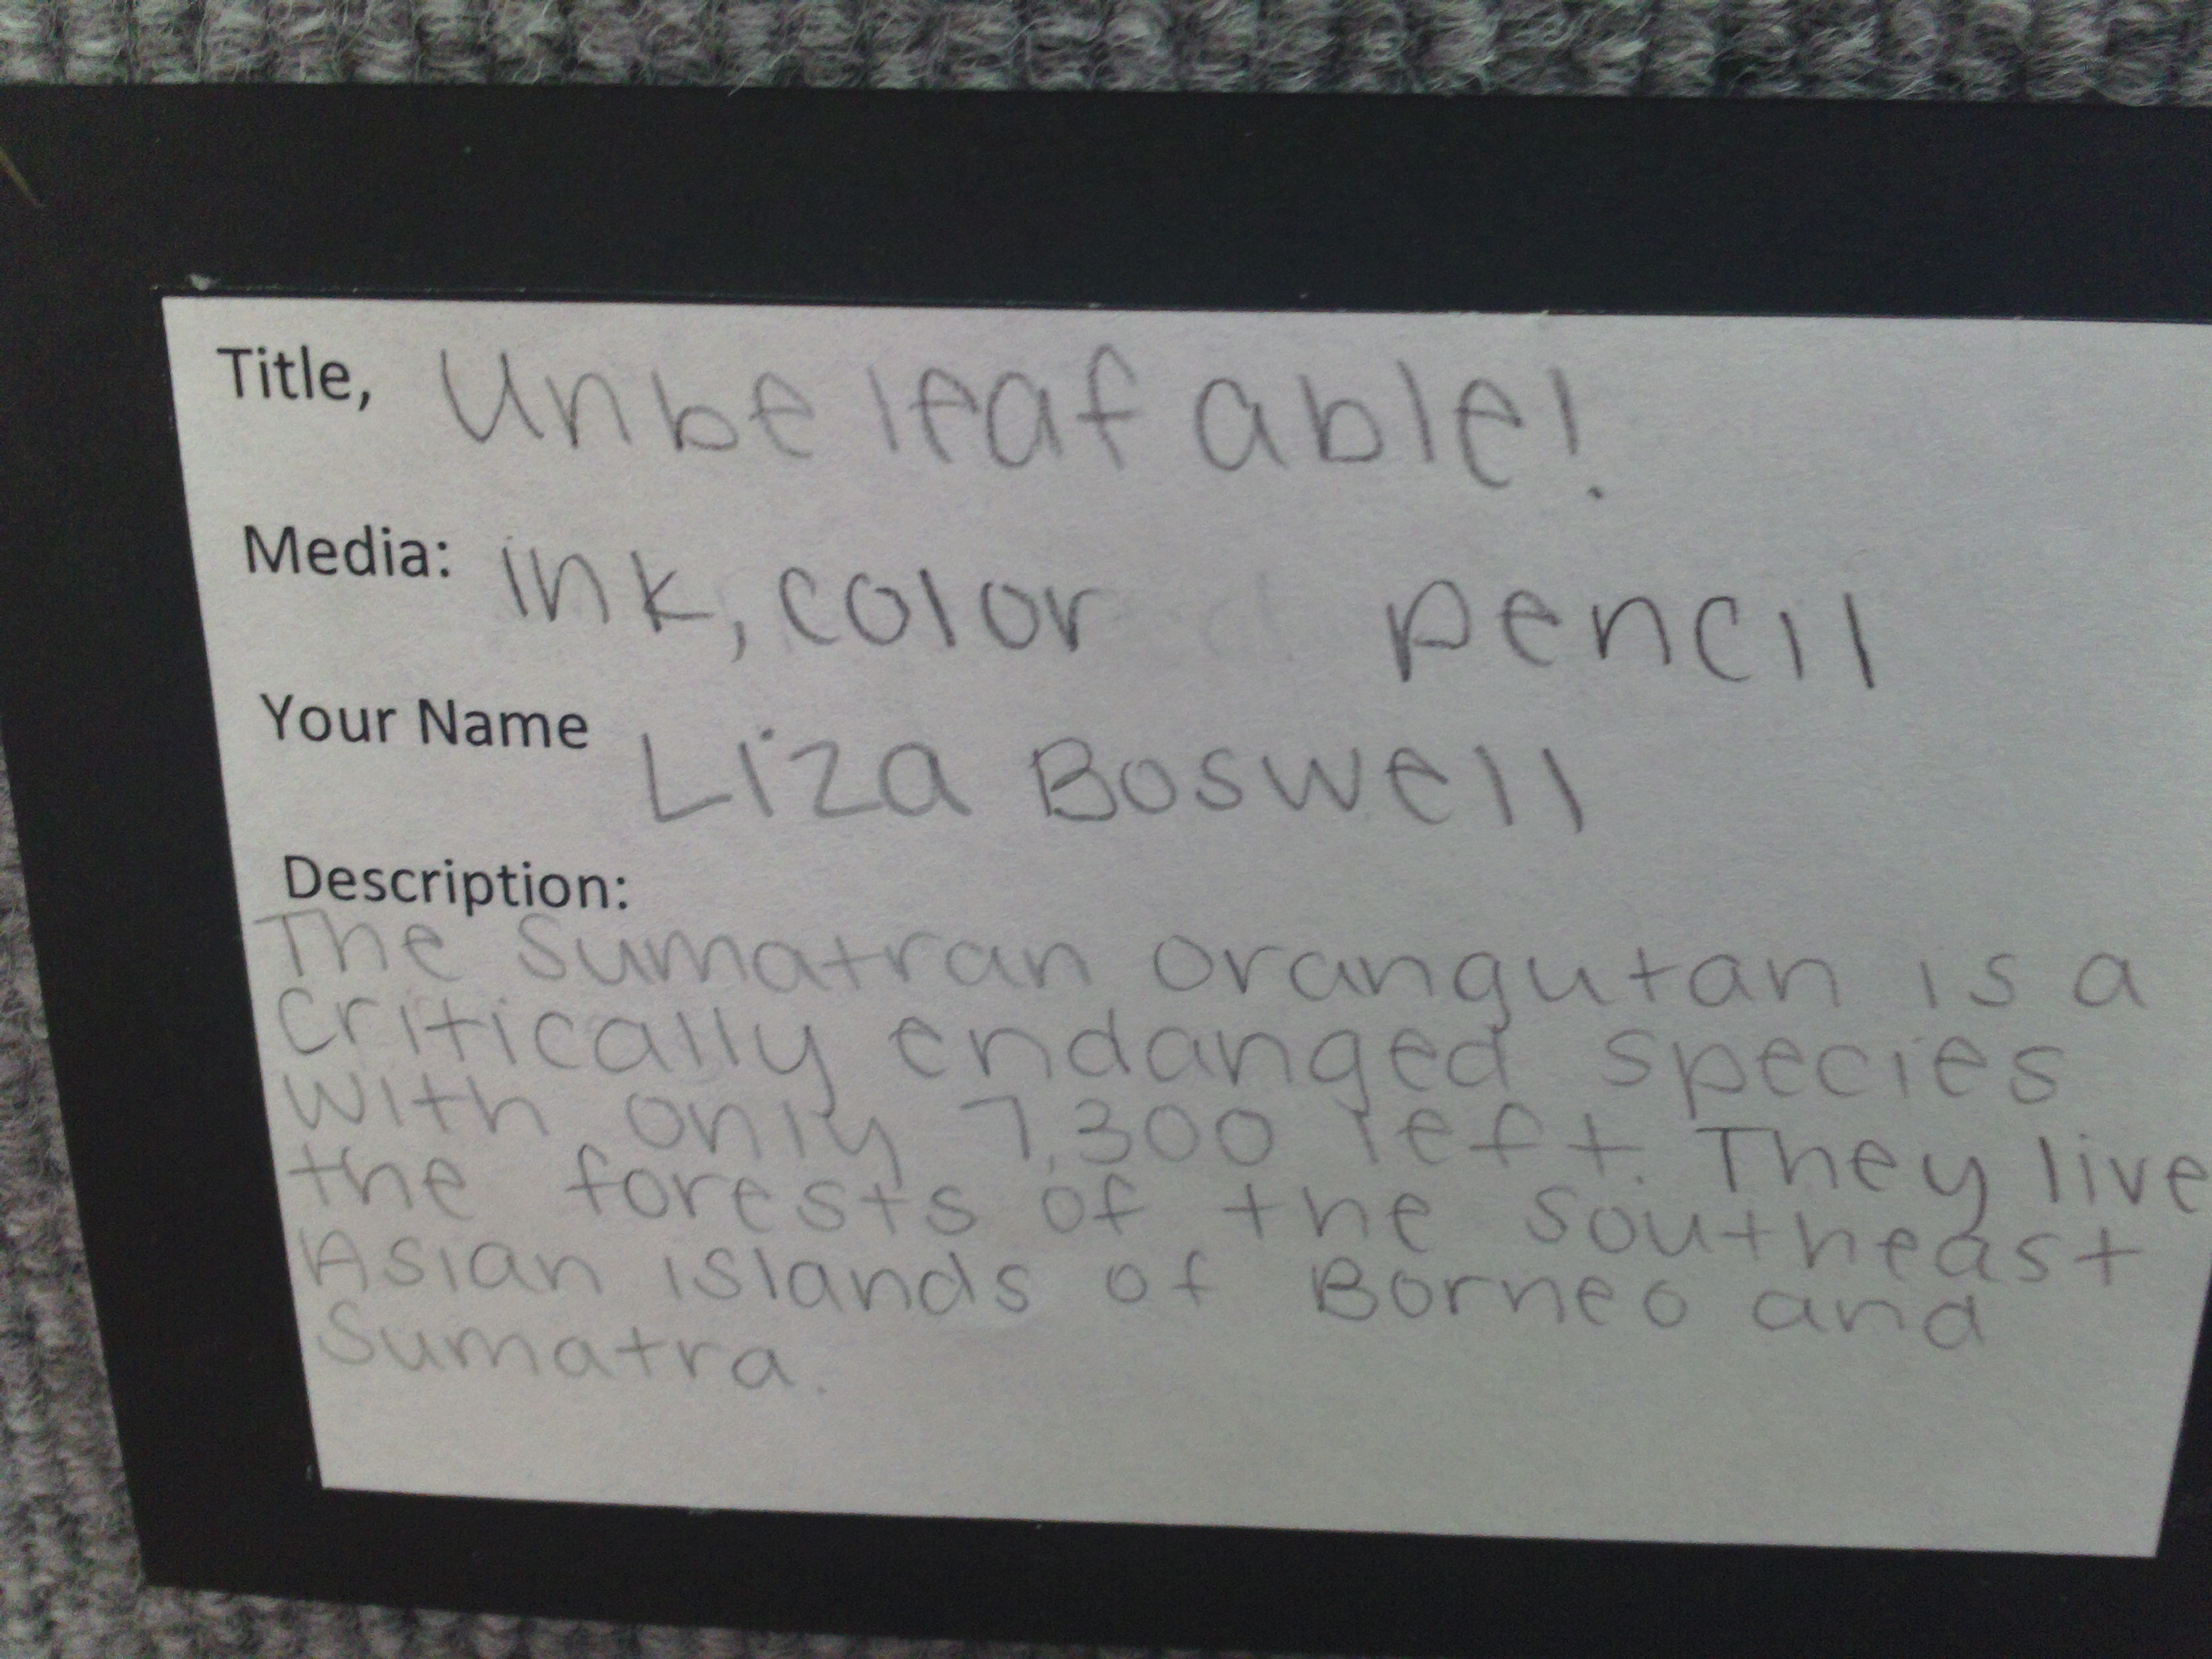 Title, Unbeleafable!
Media: ink, color pencil
Your Name Liza Boswell
Description:
The Sumatran orangutan is a
critically endanged species
with only 7,300 left. They live
the forests of the southeast
Asian islands of Borneo and
Sumatra.